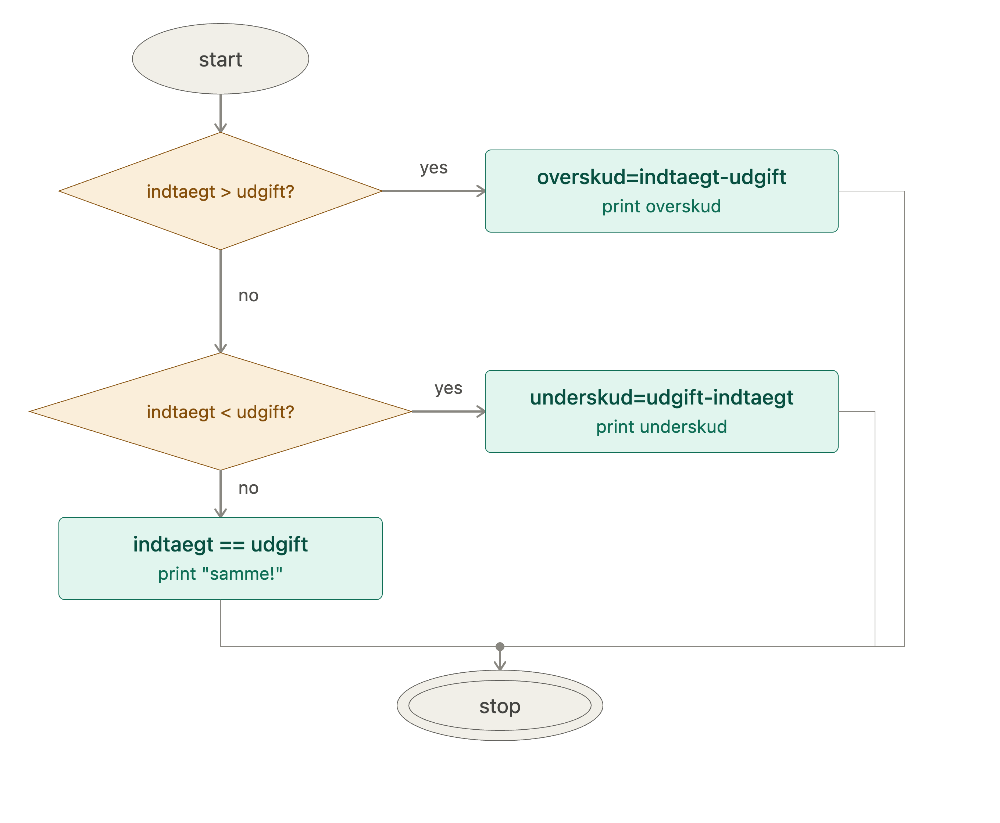 start
indtaegt > udgift?
yes
overskud=indtaegt-udgift
print overskud
no
indtaegt < udgift?
yes
underskud=udgift-indtaegt
print underskud
no
indtaegt == udgift
print "samme!"
stop